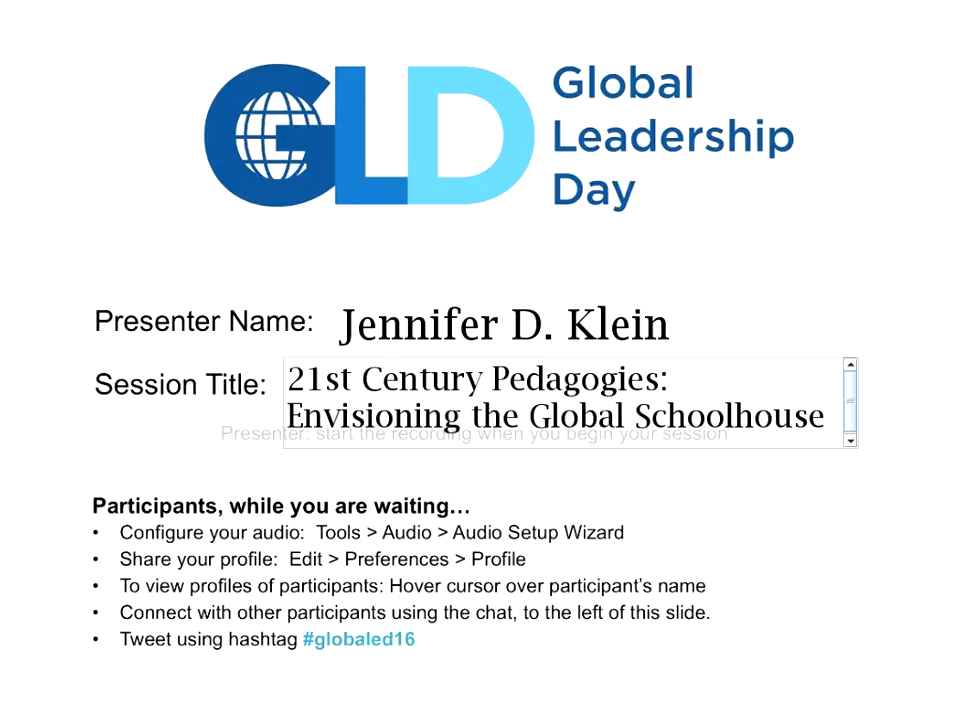 GLD
Global
Leadership
Day
Presenter Name: Jennifer D. Klein
Session Title: 21st Century Pedagogies:
Envisioning the Global Schoolhouse
Presenter: start the recording when you begin your session
Participants, while you are waiting…
• Configure your audio: Tools > Audio > Audio Setup Wizard
• Share your profile: Edit > Preferences > Profile
• To view profiles of participants: Hover cursor over participant’s name
• Connect with other participants using the chat, to the left of this slide.
• Tweet using hashtag #globaled16